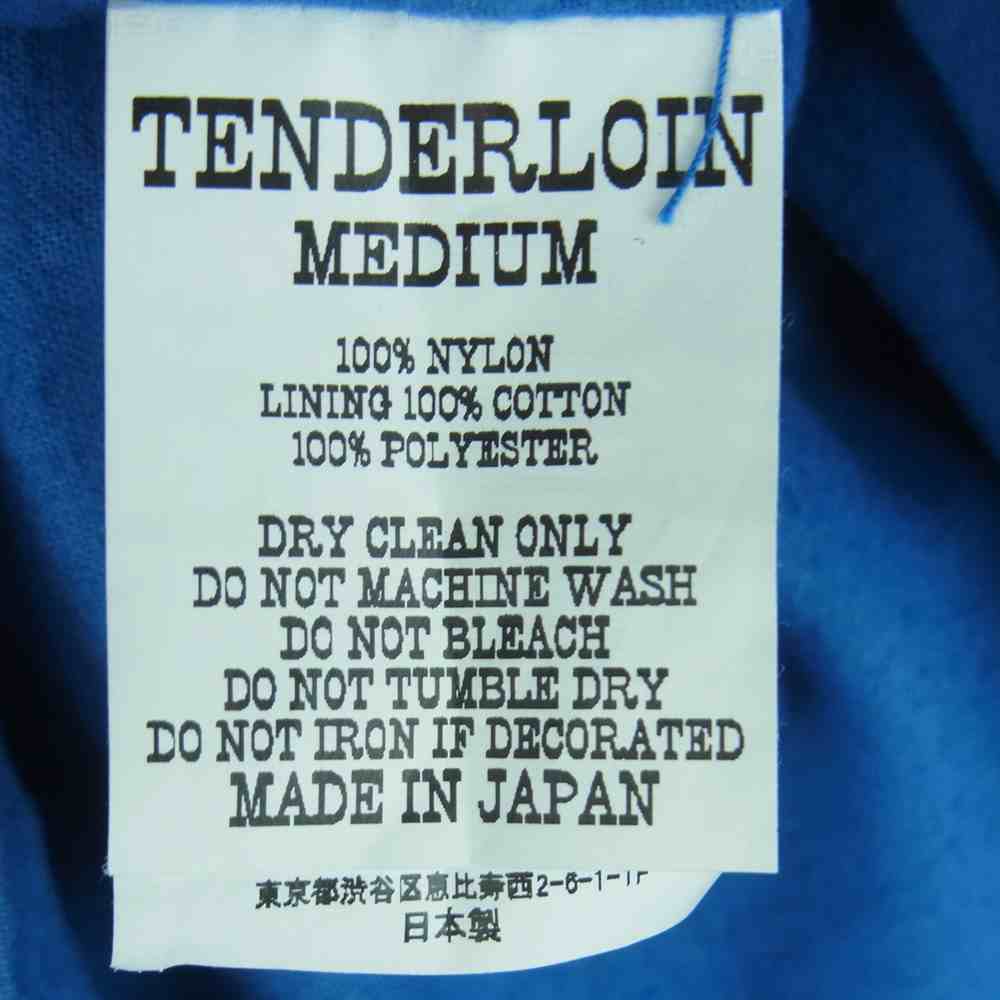 TENDERLOIN
MEDIUM
100% NYLON
LINING 100% COTTON
100% POLYESTER
DRY CLEAN ONLY
DO NOT MACHINE WASH
DO NOT BLEACH
DO NOT TUMBLE DRY
DO NOT IRON IF DECORATED
MADE IN JAPAN
東京都渋谷区恵比寿西2-6-1-1F
日本製